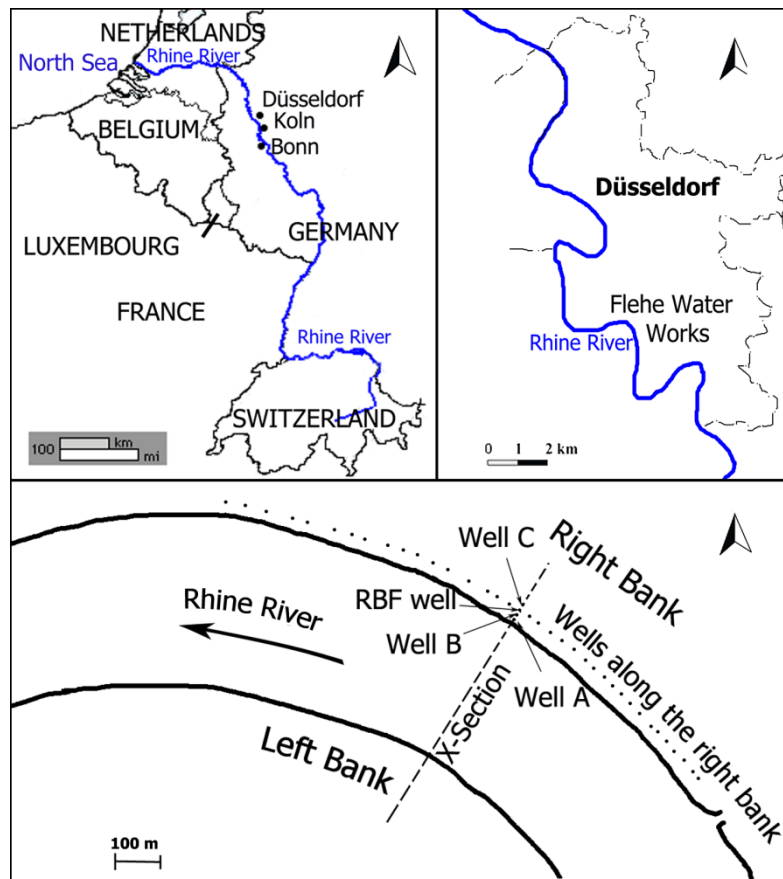 NETHERLANDS
Rhine River
North Sea
Düsseldorf
Koln
BELGIUM
Bonn
GERMANY
LUXEMBOURG
FRANCE
Rhine River
SWITZERLAND
100
km
mi
Düsseldorf
Flehe Water
Works
Rhine River
0 1 2 km
Well C
Right Bank
RBF well
Rhine River
Well B
Wells along the right bank
Well A
X-Section
Left Bank
100 m